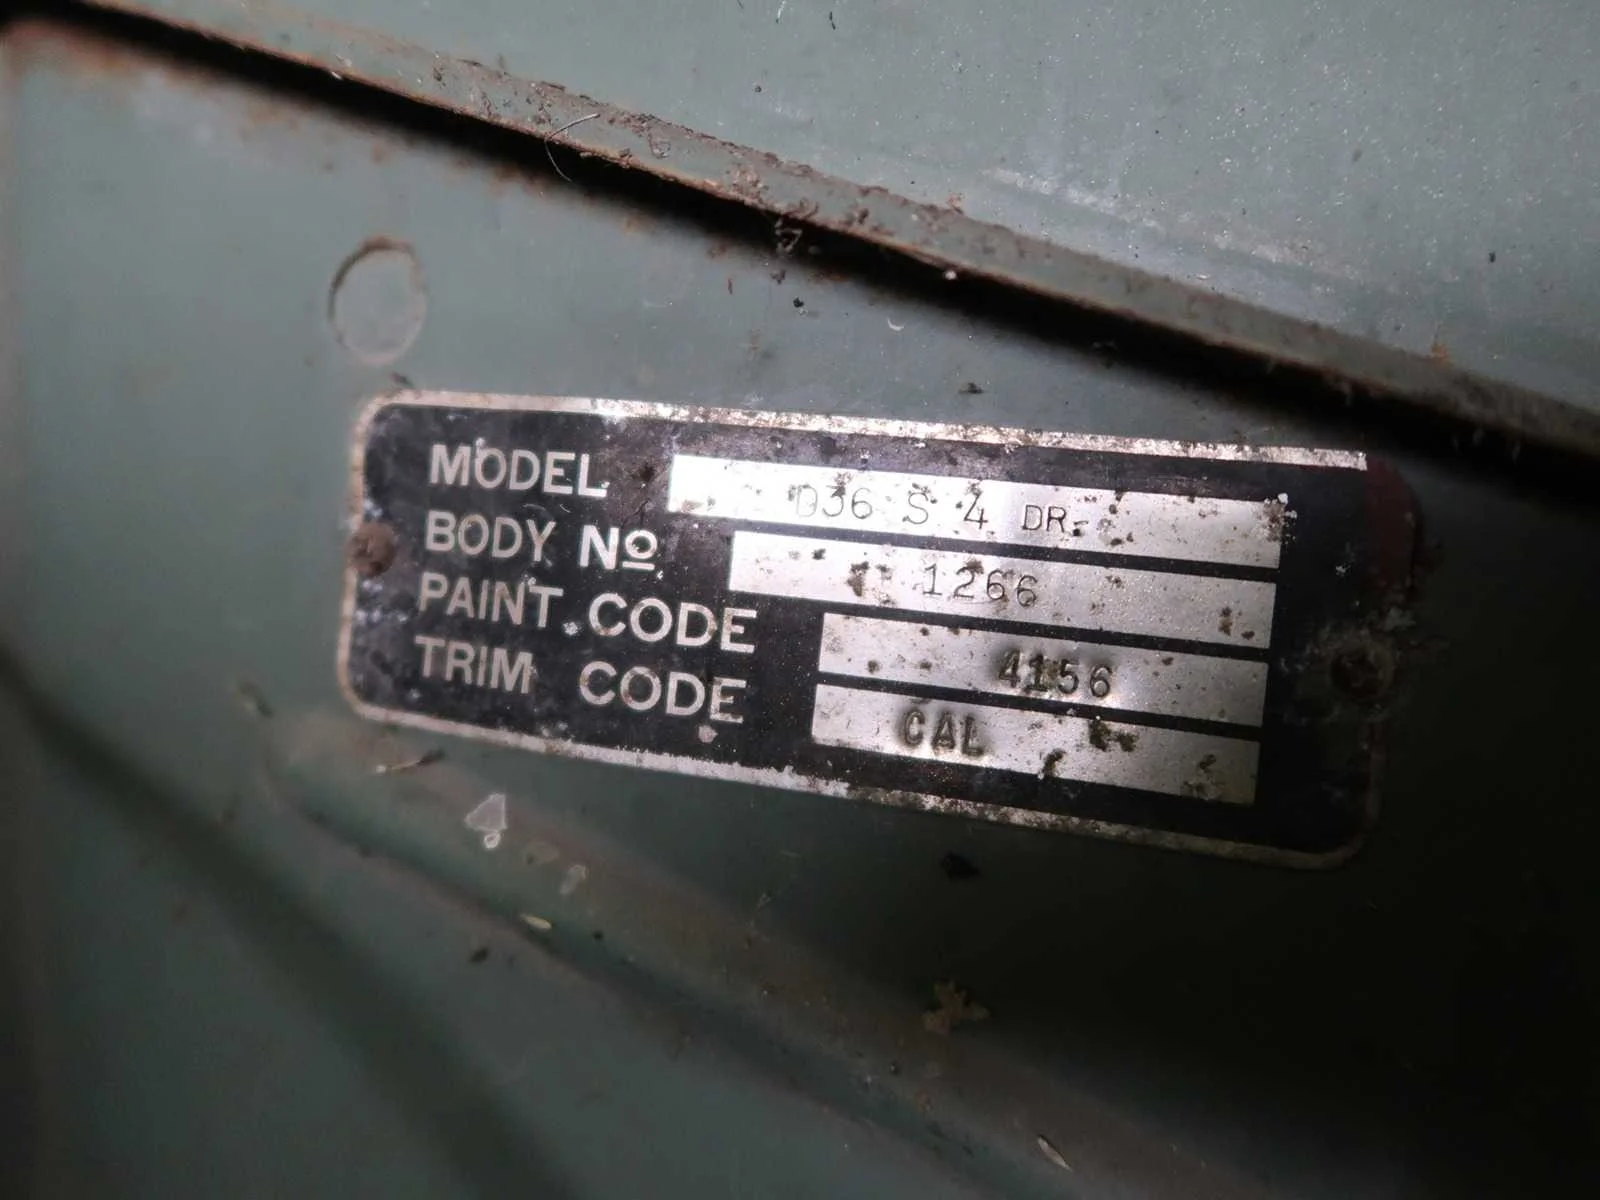 MODEL D36 S 4 DR.
BODY No 1266
PAINT CODE 4156
TRIM CODE CAL